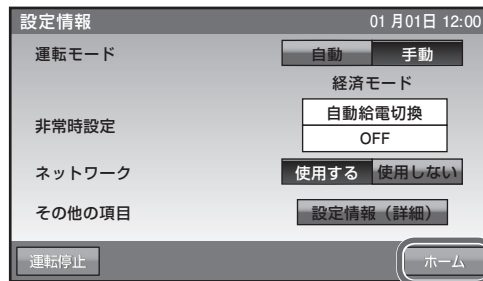 設定情報 01月01日 12:00
運転モード 自動 手動
経済モード
非常時設定 自動給電切換
OFF
ネットワーク 使用する 使用しない
その他の項目 設定情報（詳細）
運転停止 ホーム